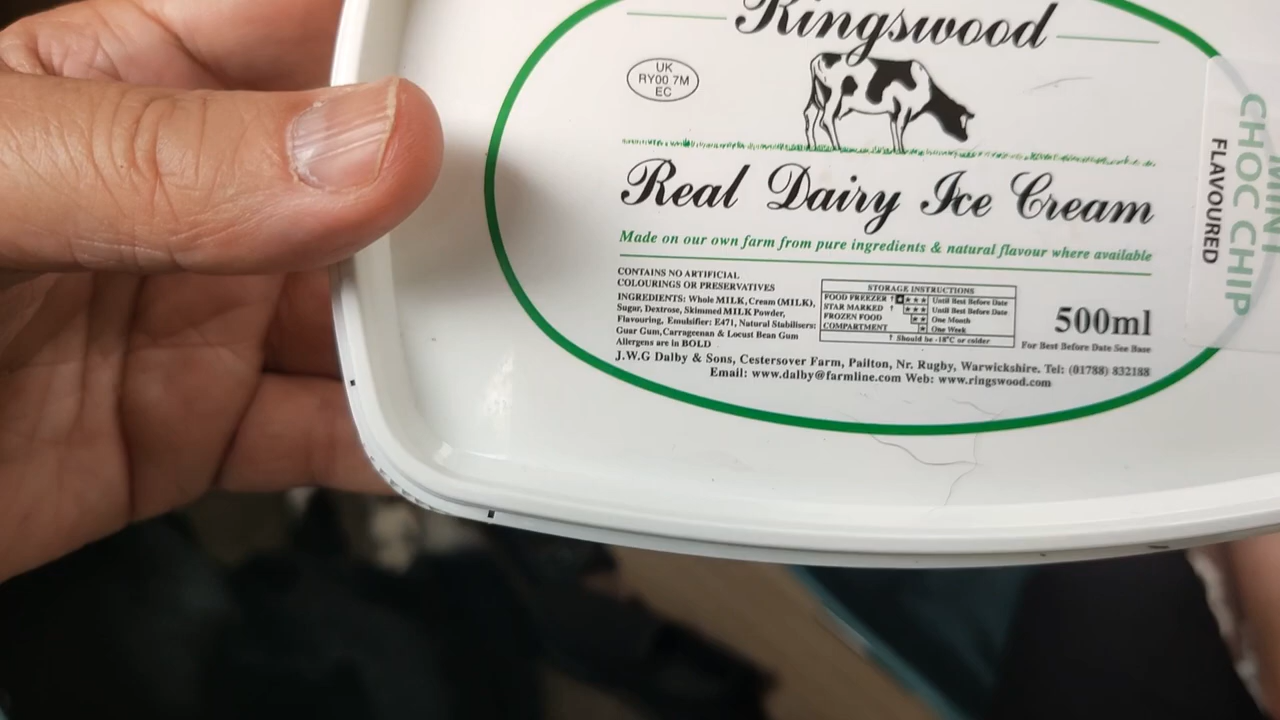 Ringswood
UK
RY00 7M
EC
Real Dairy Ice Cream
Made on our own farm from pure ingredients & natural flavour where available
CONTAINS NO ARTIFICIAL
COLOURINGS OR PRESERVATIVES
INGREDIENTS: Whole MILK, Cream (MILK),
Sugar, Dextrose, Skimmed MILK Powder,
Flavouring, Emulsifier: E471, Natural Stabilisers:
Guar Gum, Carrageenan & Locust Bean Gum
Allergens are in BOLD
STORAGE INSTRUCTIONS
FOOD FREEZER † * *** Until Best Before Date
STAR MARKED † *** Until Best Before Date
FROZEN FOOD ** One Month
COMPARTMENT * One Week
† Should be -18°C or colder
500ml
For Best Before Date See Base
J.W.G Dalby & Sons, Cestersover Farm, Pailton, Nr. Rugby, Warwickshire. Tel: (01788) 832188
Email: www.dalby@farmline.com Web: www.ringswood.com
MINT
CHOC CHIP
FLAVOURED